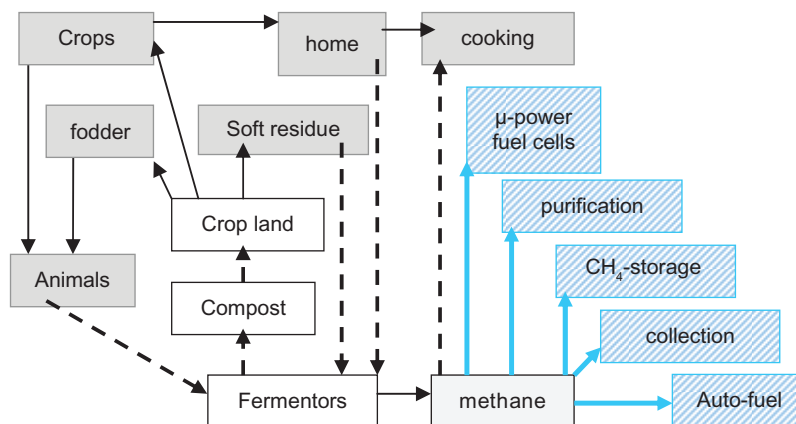 Crops
home
cooking
fodder
Soft residue
µ-power
fuel cells
purification
Crop land
CH₄-storage
Animals
Compost
collection
Fermentors
methane
Auto-fuel